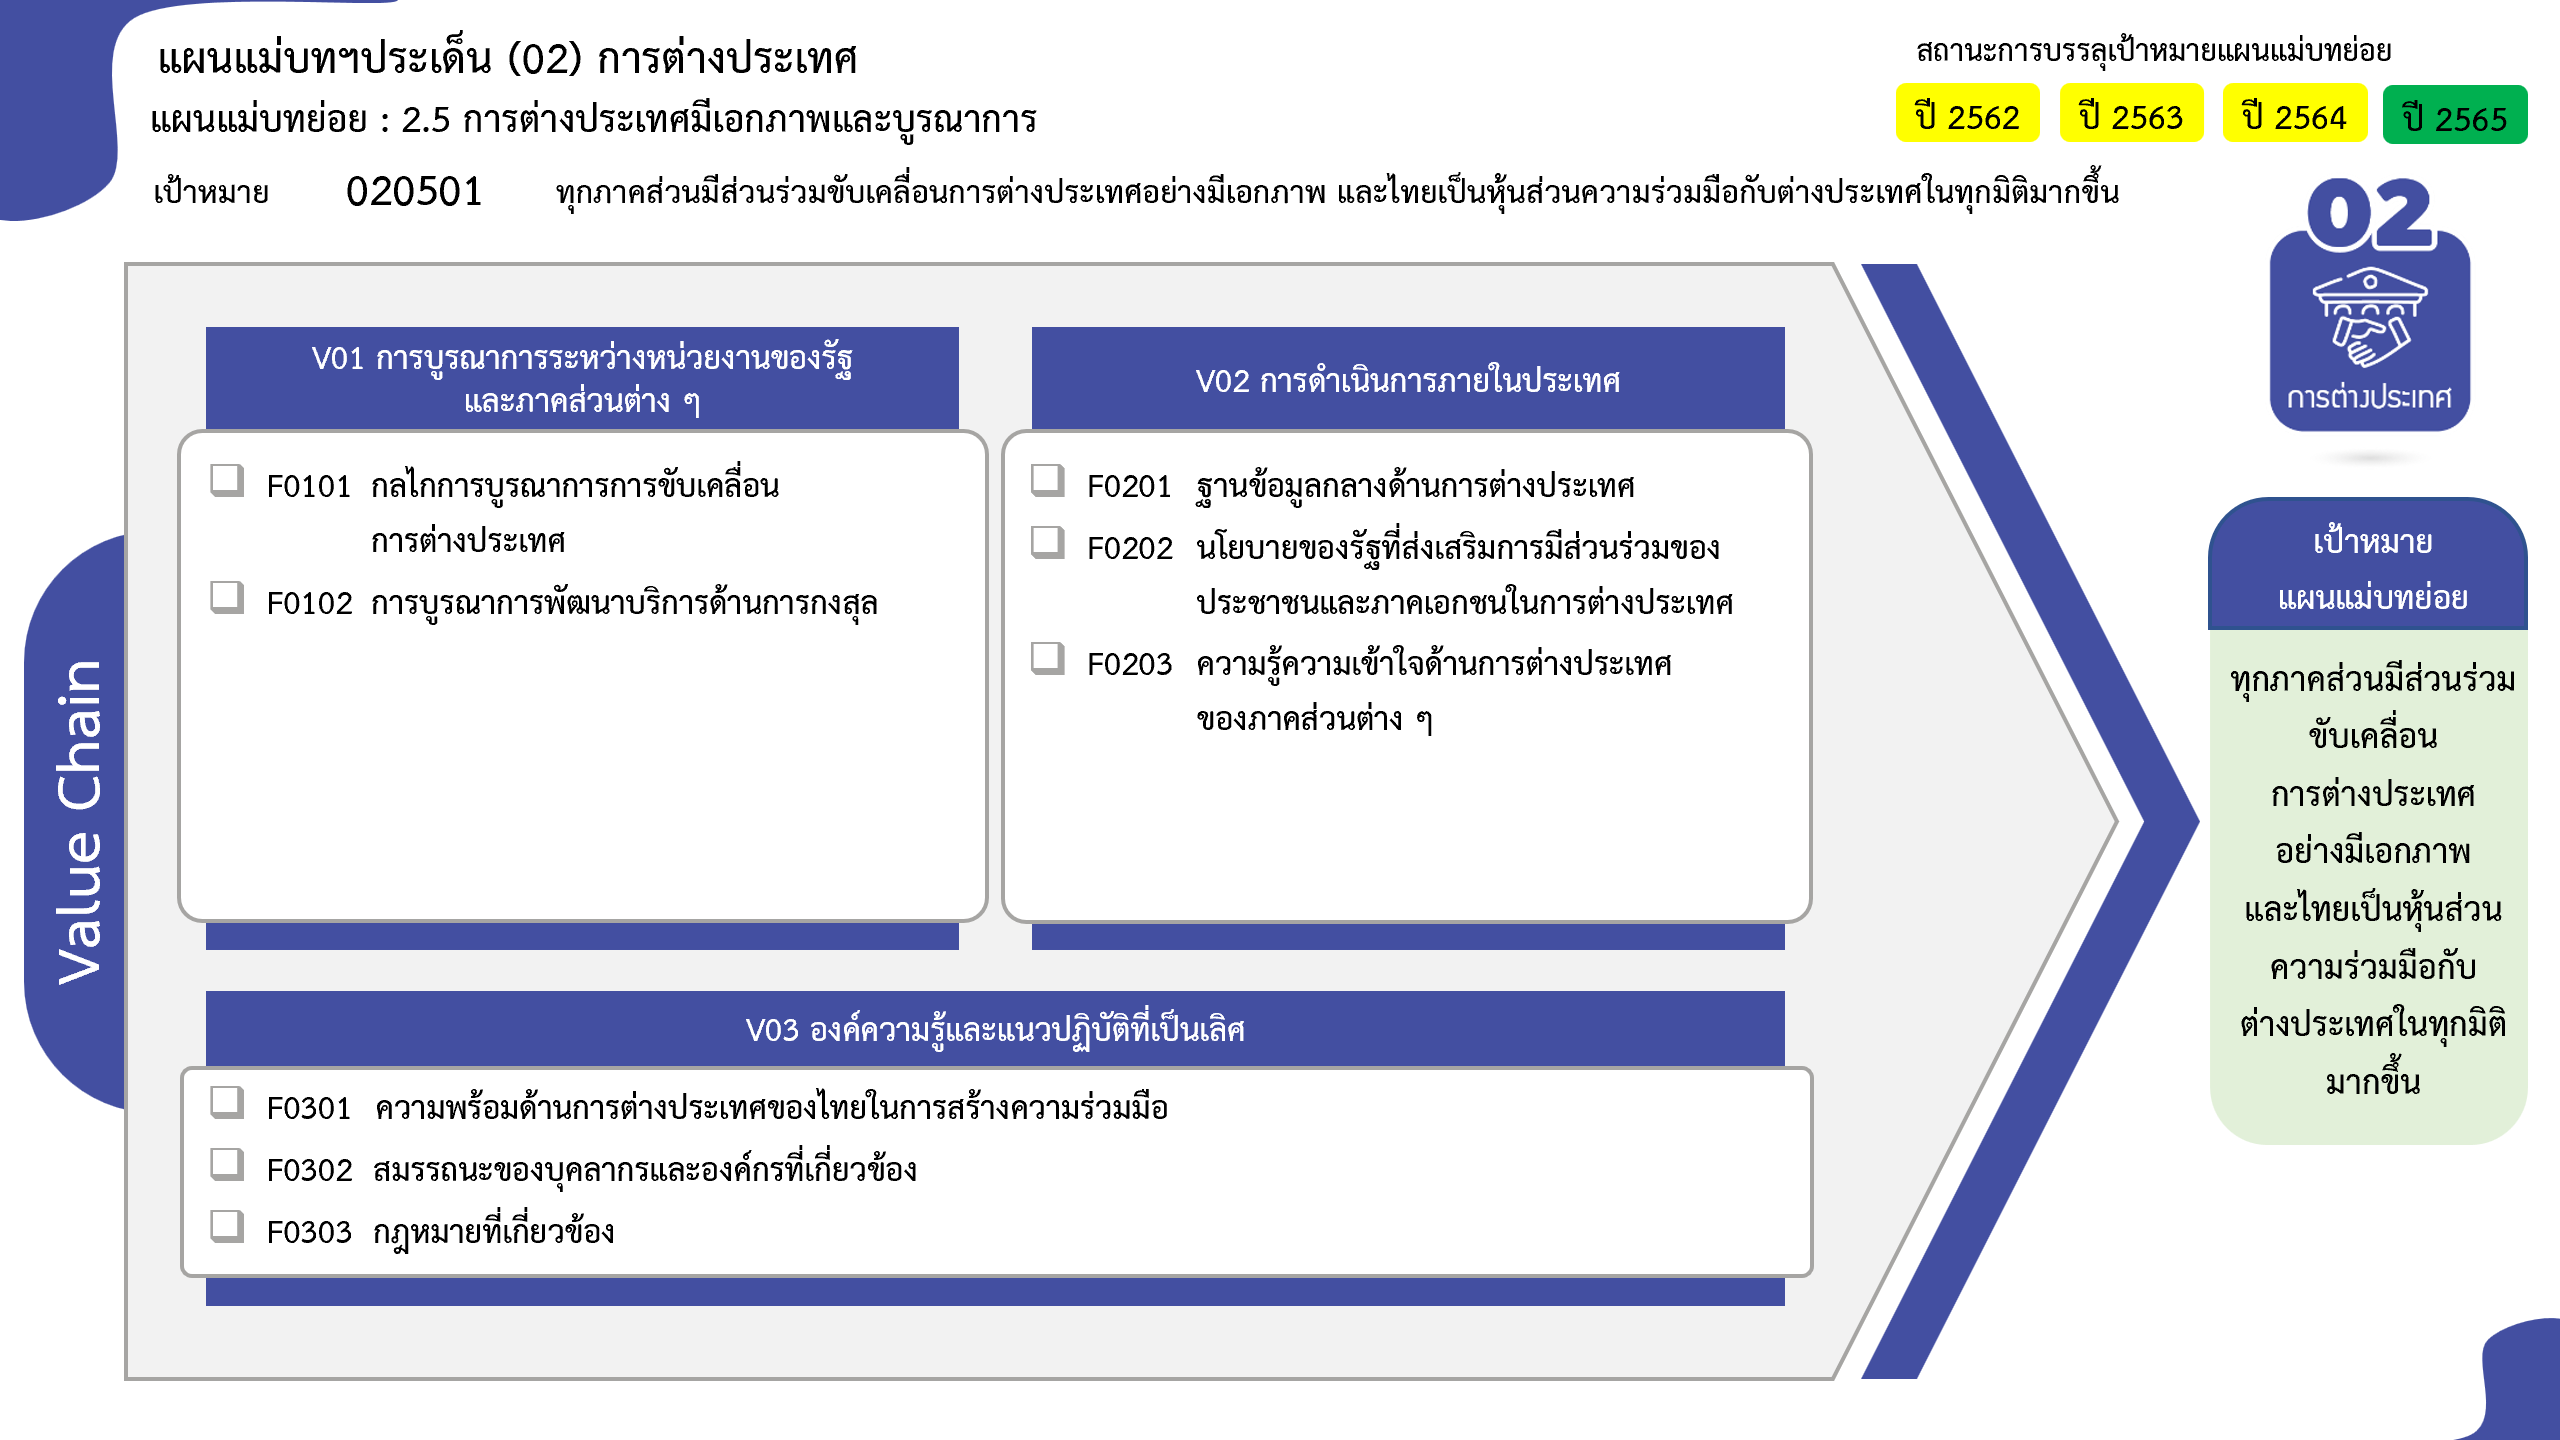 แผนแม่บทฯประเด็น (02) การต่างประเทศ
แผนแม่บทย่อย : 2.5 การต่างประเทศมีเอกภาพและบูรณาการ
เป้าหมาย 020501 ทุกภาคส่วนมีส่วนร่วมขับเคลื่อนการต่างประเทศอย่างมีเอกภาพ และไทยเป็นหุ้นส่วนความร่วมมือกับต่างประเทศในทุกมิติมากขึ้น
สถานะการบรรลุเป้าหมายแผนแม่บทย่อย
ปี 2562 ปี 2563 ปี 2564 ปี 2565
02
การต่างประเทศ
Value Chain
V01 การบูรณาการระหว่างหน่วยงานของรัฐ
และภาคส่วนต่าง ๆ
F0101 กลไกการบูรณาการการขับเคลื่อน
การต่างประเทศ
F0102 การบูรณาการพัฒนาบริการด้านการกงสุล
V02 การดำเนินการภายในประเทศ
F0201 ฐานข้อมูลกลางด้านการต่างประเทศ
F0202 นโยบายของรัฐที่ส่งเสริมการมีส่วนร่วมของ
ประชาชนและภาคเอกชนในการต่างประเทศ
F0203 ความรู้ความเข้าใจด้านการต่างประเทศ
ของภาคส่วนต่าง ๆ
V03 องค์ความรู้และแนวปฏิบัติที่เป็นเลิศ
F0301 ความพร้อมด้านการต่างประเทศของไทยในการสร้างความร่วมมือ
F0302 สมรรถนะของบุคลากรและองค์กรที่เกี่ยวข้อง
F0303 กฎหมายที่เกี่ยวข้อง
เป้าหมาย
แผนแม่บทย่อย
ทุกภาคส่วนมีส่วนร่วม
ขับเคลื่อน
การต่างประเทศ
อย่างมีเอกภาพ
และไทยเป็นหุ้นส่วน
ความร่วมมือกับ
ต่างประเทศในทุกมิติ
มากขึ้น